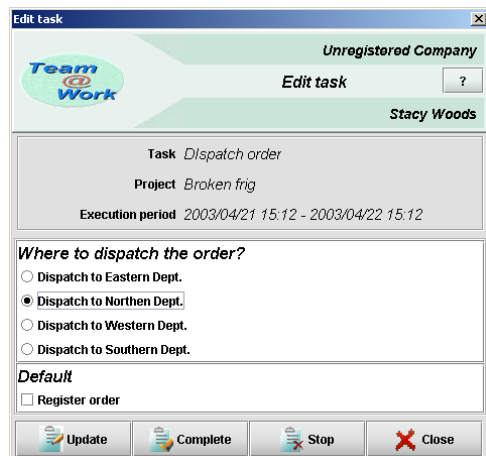 Edit task
Unregistered Company
Team
@
Work
Edit task
?
Stacy Woods
Task DIspatch order
Project Broken frig
Execution period 2003/04/21 15:12 - 2003/04/22 15:12
Where to dispatch the order?
Dispatch to Eastern Dept.
Dispatch to Northen Dept.
Dispatch to Western Dept.
Dispatch to Southern Dept.
Default
Register order
Update Complete Stop Close